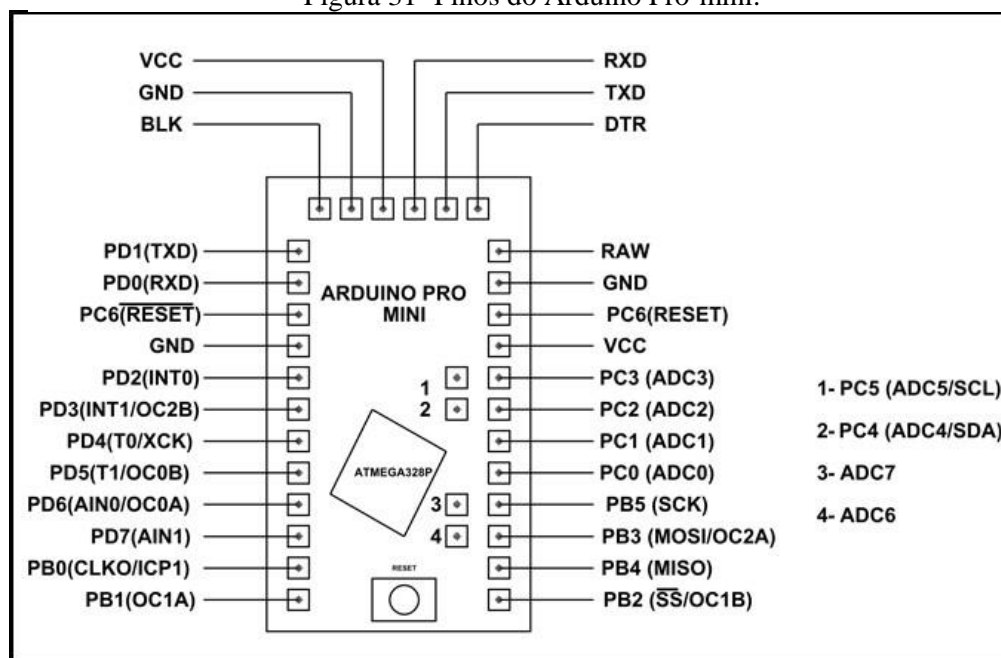 Figura 31- Pinos do Arduino Pro-mini.
VCC
GND
BLK
RXD
TXD
DTR
PD1(TXD)
PD0(RXD)
PC6(RESET)
GND
PD2(INT0)
PD3(INT1/OC2B)
PD4(T0/XCK)
PD5(T1/OC0B)
PD6(AIN0/OC0A)
PD7(AIN1)
PB0(CLKO/ICP1)
PB1(OC1A)
ARDUINO PRO
MINI
1
2
ATMEGA328P
3
4
RESET
RAW
GND
PC6(RESET)
VCC
PC3 (ADC3)
PC2 (ADC2)
PC1 (ADC1)
PC0 (ADC0)
PB5 (SCK)
PB3 (MOSI/OC2A)
PB4 (MISO)
PB2 (SS/OC1B)
1- PC5 (ADC5/SCL)
2- PC4 (ADC4/SDA)
3- ADC7
4- ADC6